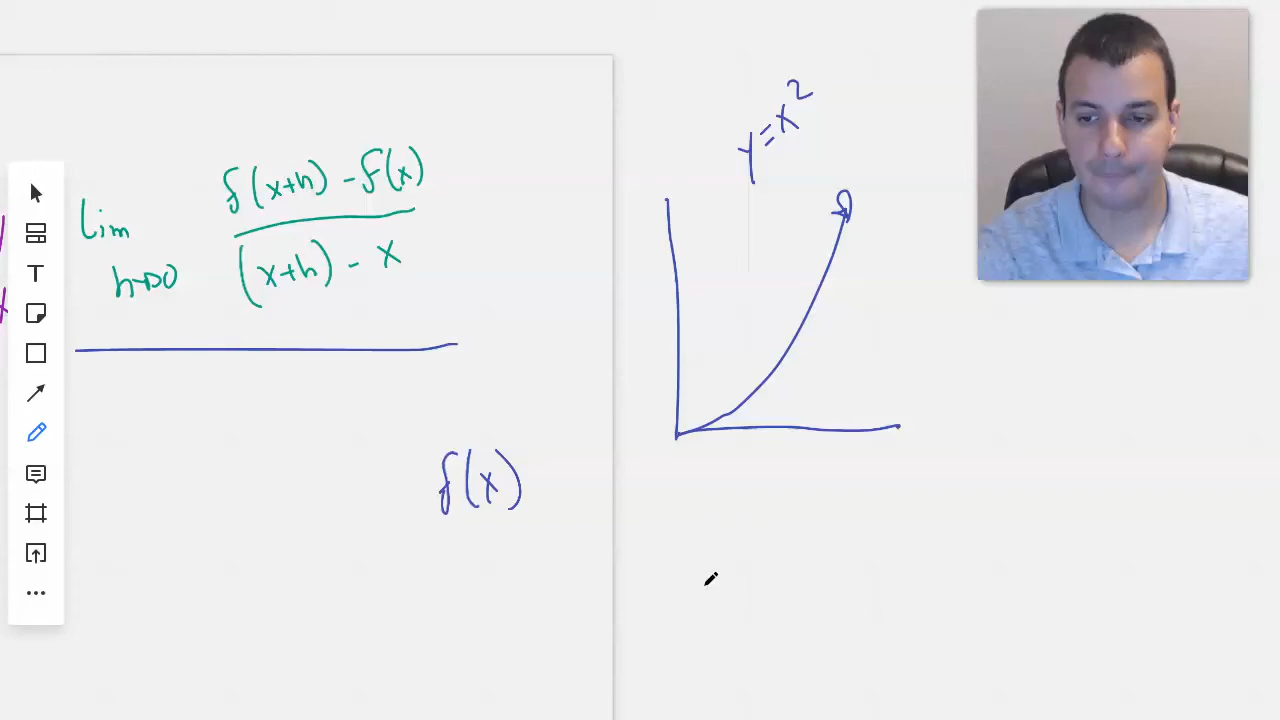 y=x²
f(x+h) - f(x)
lim
h→0
(x+h) - x
f(x)
T